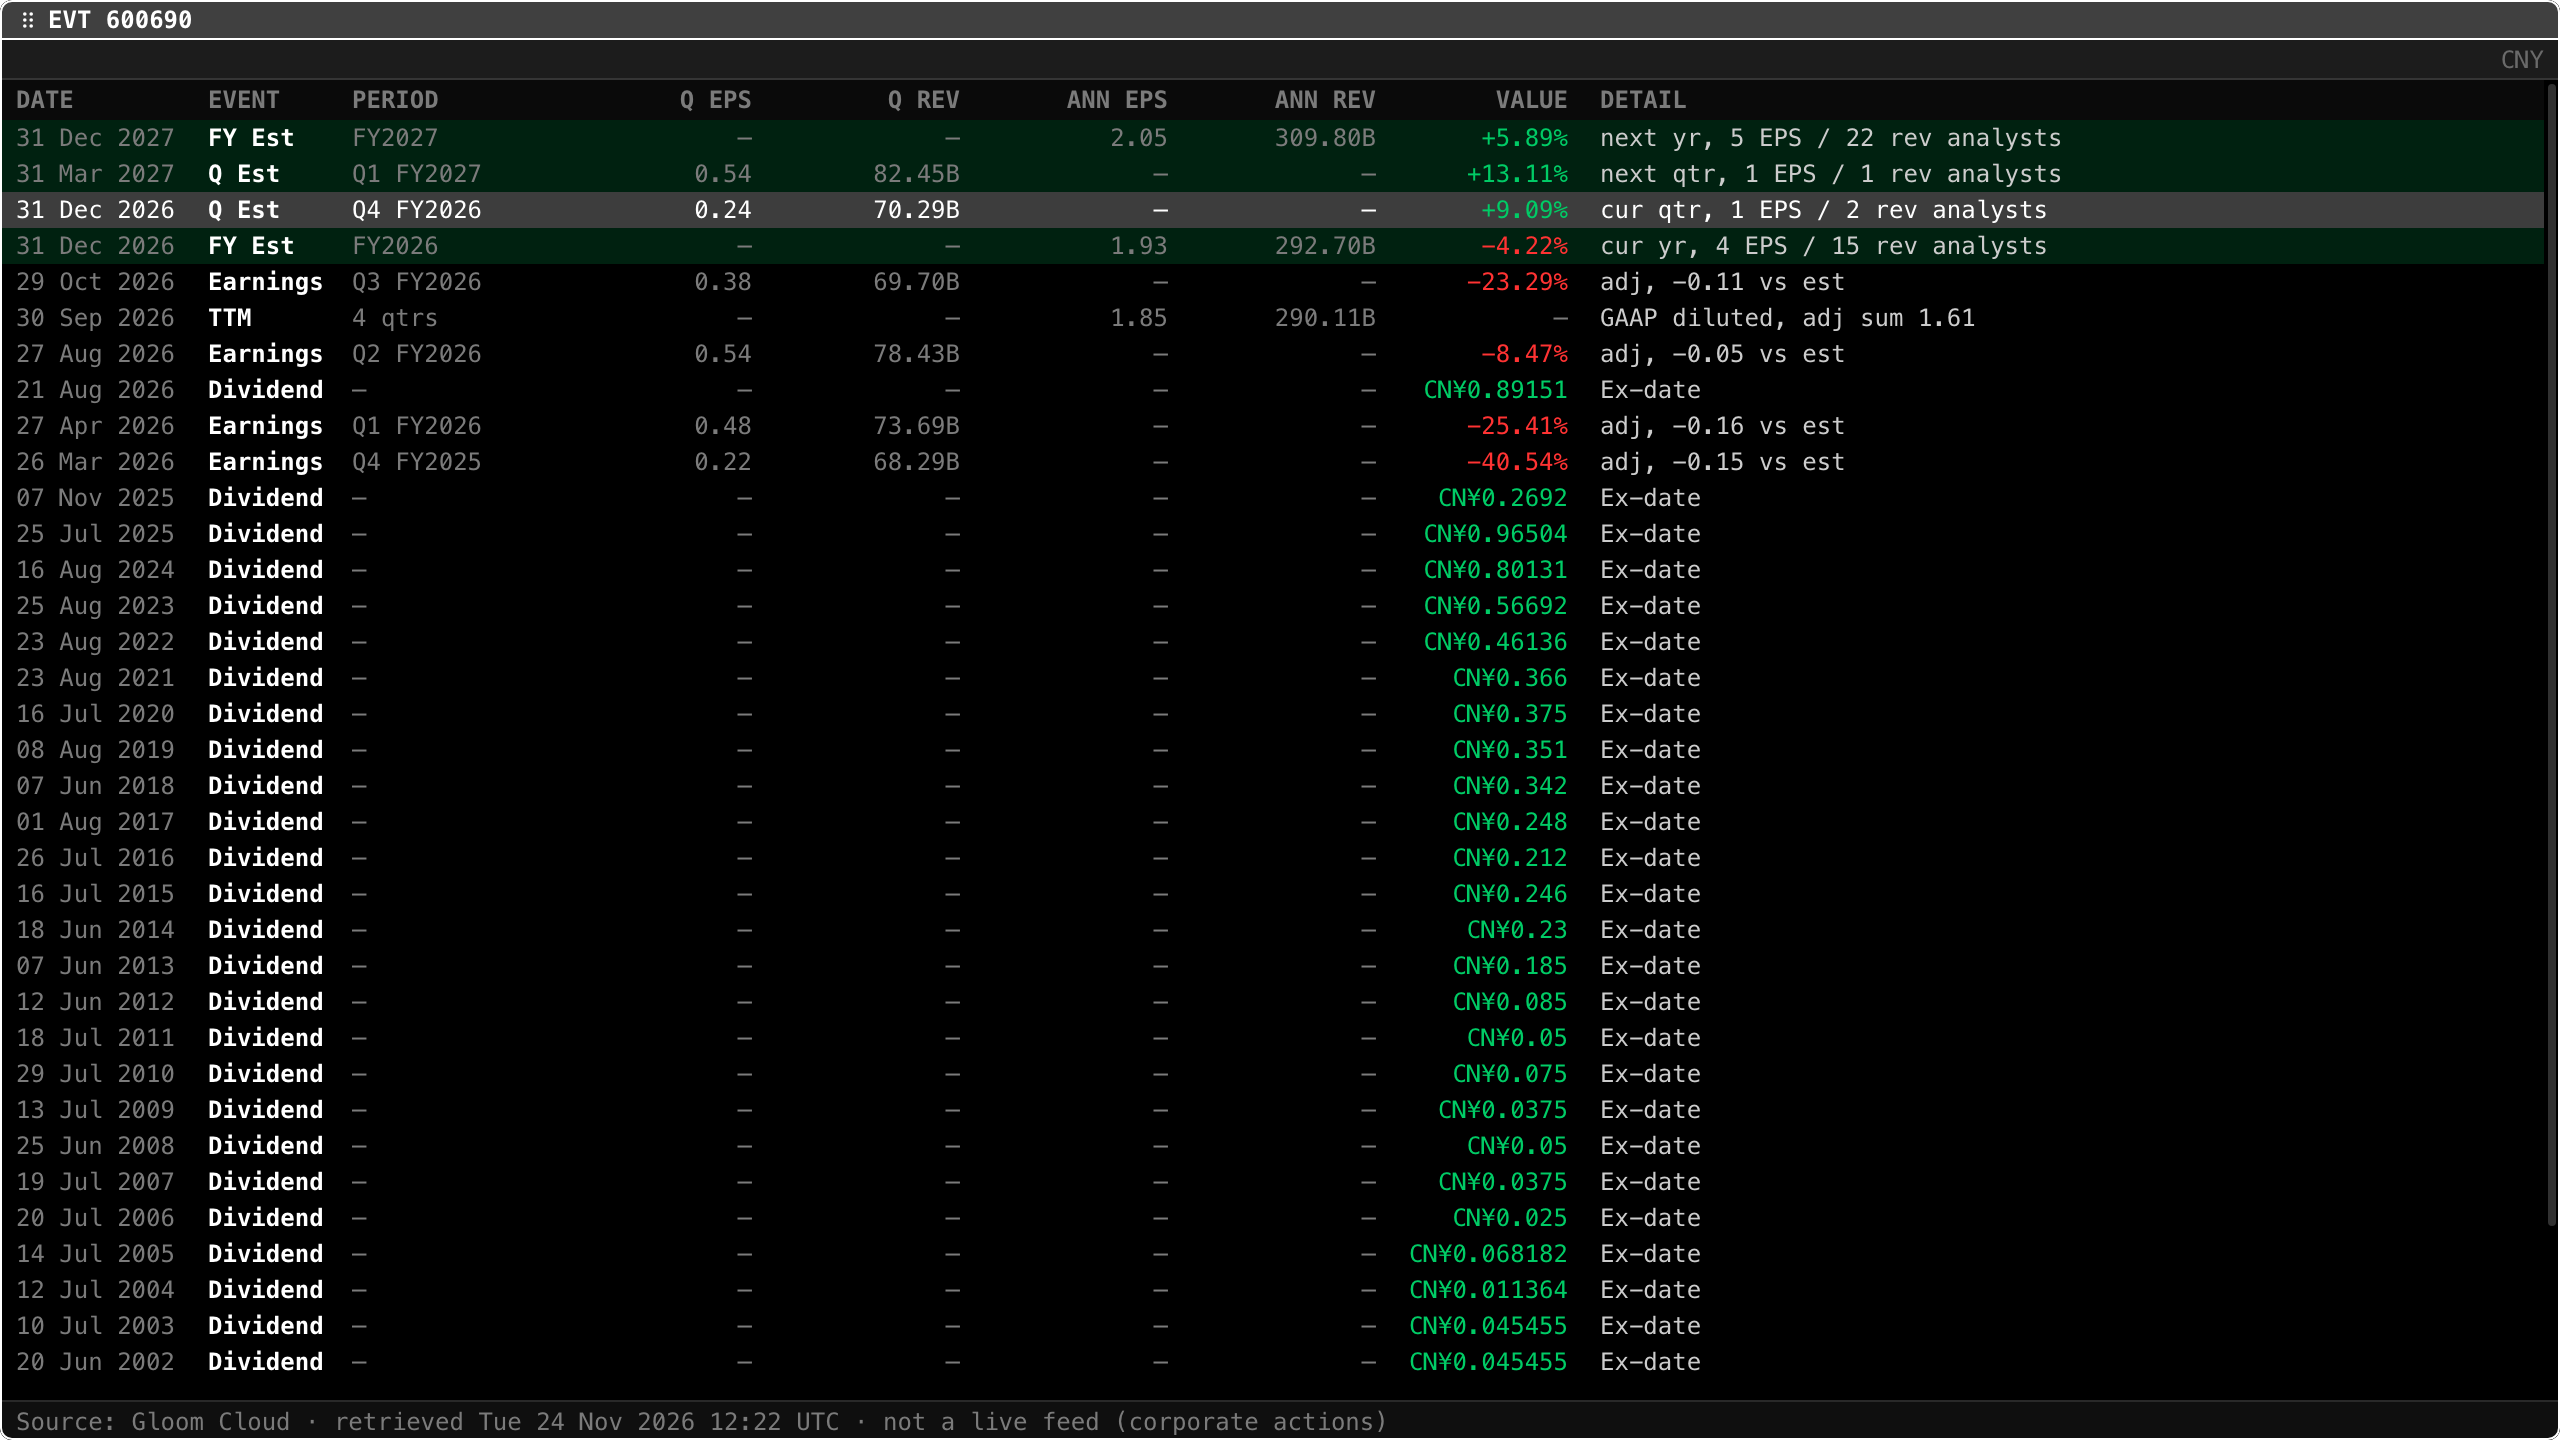 ⠿ EVT 600690
CNY
DATE EVENT PERIOD Q EPS Q REV ANN EPS ANN REV VALUE DETAIL
31 Dec 2027 FY Est FY2027 — — 2.05 309.80B +5.89% next yr, 5 EPS / 22 rev analysts
31 Mar 2027 Q Est Q1 FY2027 0.54 82.45B — — +13.11% next qtr, 1 EPS / 1 rev analysts
31 Dec 2026 Q Est Q4 FY2026 0.24 70.29B — — +9.09% cur qtr, 1 EPS / 2 rev analysts
31 Dec 2026 FY Est FY2026 — — 1.93 292.70B −4.22% cur yr, 4 EPS / 15 rev analysts
29 Oct 2026 Earnings Q3 FY2026 0.38 69.70B — — −23.29% adj, −0.11 vs est
30 Sep 2026 TTM 4 qtrs — — 1.85 290.11B — GAAP diluted, adj sum 1.61
27 Aug 2026 Earnings Q2 FY2026 0.54 78.43B — — −8.47% adj, −0.05 vs est
21 Aug 2026 Dividend — — — — — CN¥0.89151 Ex-date
27 Apr 2026 Earnings Q1 FY2026 0.48 73.69B — — −25.41% adj, −0.16 vs est
26 Mar 2026 Earnings Q4 FY2025 0.22 68.29B — — −40.54% adj, −0.15 vs est
07 Nov 2025 Dividend — — — — — CN¥0.2692 Ex-date
25 Jul 2025 Dividend — — — — — CN¥0.96504 Ex-date
16 Aug 2024 Dividend — — — — — CN¥0.80131 Ex-date
25 Aug 2023 Dividend — — — — — CN¥0.56692 Ex-date
23 Aug 2022 Dividend — — — — — CN¥0.46136 Ex-date
23 Aug 2021 Dividend — — — — — CN¥0.366 Ex-date
16 Jul 2020 Dividend — — — — — CN¥0.375 Ex-date
08 Aug 2019 Dividend — — — — — CN¥0.351 Ex-date
07 Jun 2018 Dividend — — — — — CN¥0.342 Ex-date
01 Aug 2017 Dividend — — — — — CN¥0.248 Ex-date
26 Jul 2016 Dividend — — — — — CN¥0.212 Ex-date
16 Jul 2015 Dividend — — — — — CN¥0.246 Ex-date
18 Jun 2014 Dividend — — — — — CN¥0.23 Ex-date
07 Jun 2013 Dividend — — — — — CN¥0.185 Ex-date
12 Jun 2012 Dividend — — — — — CN¥0.085 Ex-date
18 Jul 2011 Dividend — — — — — CN¥0.05 Ex-date
29 Jul 2010 Dividend — — — — — CN¥0.075 Ex-date
13 Jul 2009 Dividend — — — — — CN¥0.0375 Ex-date
25 Jun 2008 Dividend — — — — — CN¥0.05 Ex-date
19 Jul 2007 Dividend — — — — — CN¥0.0375 Ex-date
20 Jul 2006 Dividend — — — — — CN¥0.025 Ex-date
14 Jul 2005 Dividend — — — — — CN¥0.068182 Ex-date
12 Jul 2004 Dividend — — — — — CN¥0.011364 Ex-date
10 Jul 2003 Dividend — — — — — CN¥0.045455 Ex-date
20 Jun 2002 Dividend — — — — — CN¥0.045455 Ex-date
Source: Gloom Cloud · retrieved Tue 24 Nov 2026 12:22 UTC · not a live feed (corporate actions)